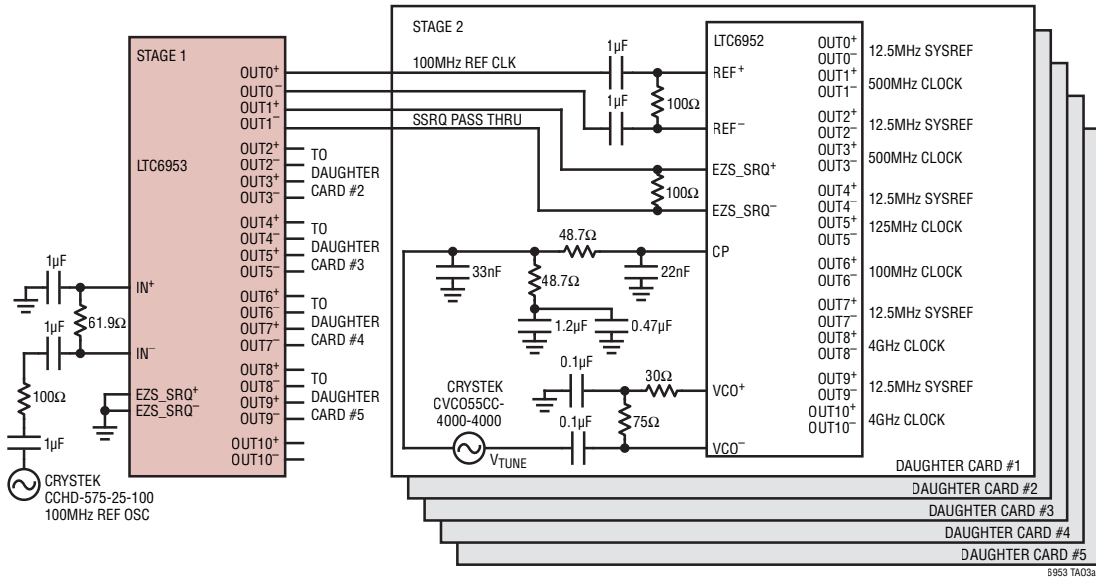 STAGE 1
LTC6953
OUT0+
OUT0–
OUT1+
OUT1–
OUT2+
OUT2–
OUT3+
OUT3–
TO
DAUGHTER
CARD #2
OUT4+
OUT4–
OUT5+
OUT5–
TO
DAUGHTER
CARD #3
OUT6+
OUT6–
OUT7+
OUT7–
TO
DAUGHTER
CARD #4
OUT8+
OUT8–
OUT9+
OUT9–
TO
DAUGHTER
CARD #5
OUT10+
OUT10–
IN+
IN–
EZS_SRQ+
EZS_SRQ–
1µF
61.9Ω
1µF
100Ω
1µF
CRYSTEK
CCHD-575-25-100
100MHz REF OSC
STAGE 2
100MHz REF CLK
SSRQ PASS THRU
1µF
1µF
100Ω
100Ω
48.7Ω
33nF
48.7Ω
22nF
1.2µF
0.47µF
0.1µF
30Ω
CRYSTEK
CVCO55CC-
4000-4000
0.1µF
75Ω
VTUNE
LTC6952
REF+
REF–
EZS_SRQ+
EZS_SRQ–
CP
VCO+
VCO–
OUT0+
OUT0–
12.5MHz SYSREF
OUT1+
OUT1–
500MHz CLOCK
OUT2+
OUT2–
12.5MHz SYSREF
OUT3+
OUT3–
500MHz CLOCK
OUT4+
OUT4–
12.5MHz SYSREF
OUT5+
OUT5–
125MHz CLOCK
OUT6+
OUT6–
100MHz CLOCK
OUT7+
OUT7–
12.5MHz SYSREF
OUT8+
OUT8–
4GHz CLOCK
OUT9+
OUT9–
12.5MHz SYSREF
OUT10+
OUT10–
4GHz CLOCK
DAUGHTER CARD #1
DAUGHTER CARD #2
DAUGHTER CARD #3
DAUGHTER CARD #4
DAUGHTER CARD #5
6953 TA03a